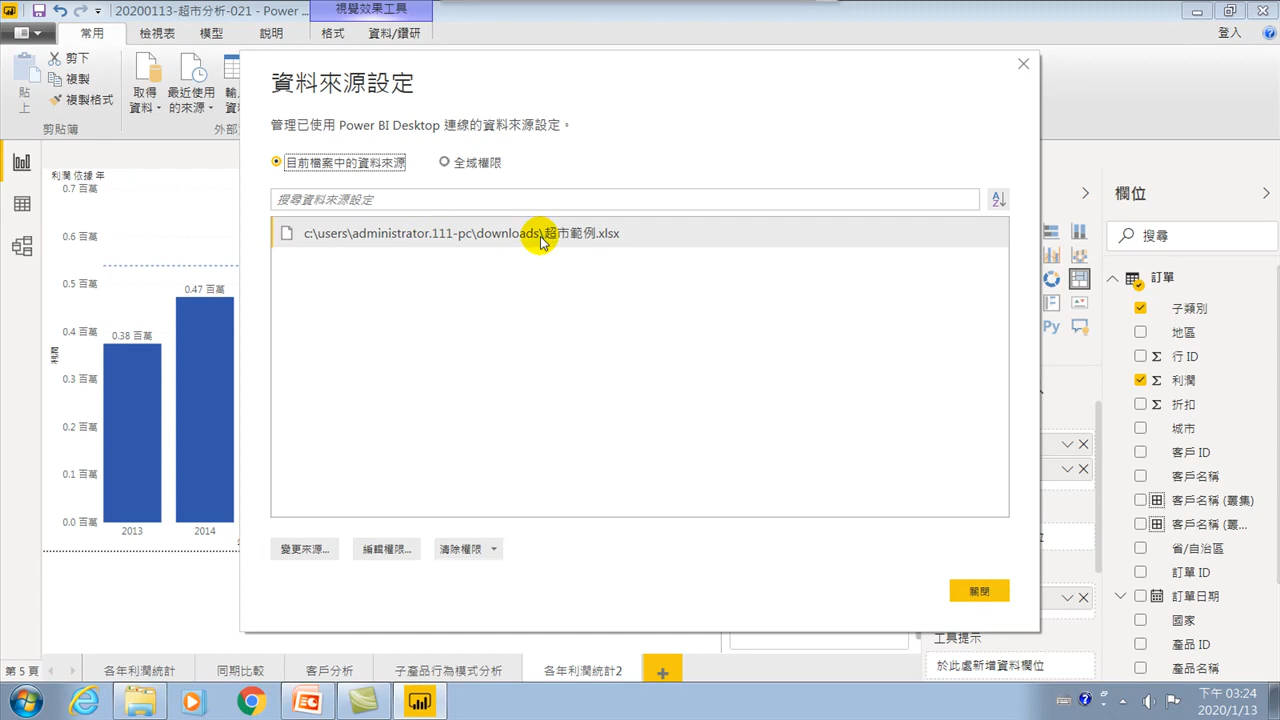 20200113-超市分析-021 - Power ...
視覺效果工具
常用
檢視表
模型
說明
格式
資料/鑽研
登入
貼上
剪下
複製
複製格式
剪貼簿
取得資料
最近使用的來源
外部
資料來源設定
管理已使用 Power BI Desktop 連線的資料來源設定。
目前檔案中的資料來源
全域權限
搜尋資料來源設定
c:\users\administrator.111-pc\downloads\超市範例.xlsx
變更來源...
編輯權限...
清除權限
關閉
利潤 依據 年
0.7 百萬
0.6 百萬
0.5 百萬
0.4 百萬
0.3 百萬
0.2 百萬
0.1 百萬
0.0 百萬
利潤
0.38 百萬
0.47 百萬
2013
2014
欄位
搜尋
訂單
子類別
地區
行 ID
利潤
折扣
城市
客戶 ID
客戶名稱
客戶名稱 (叢集)
客戶名稱 (叢...
省/自治區
訂單 ID
訂單日期
國家
產品 ID
產品名稱
Py
工具提示
於此處新增資料欄位
第 5 頁
各年利潤統計
同期比較
客戶分析
子產品行為模式分析
各年利潤統計2
下午 03:24
2020/1/13